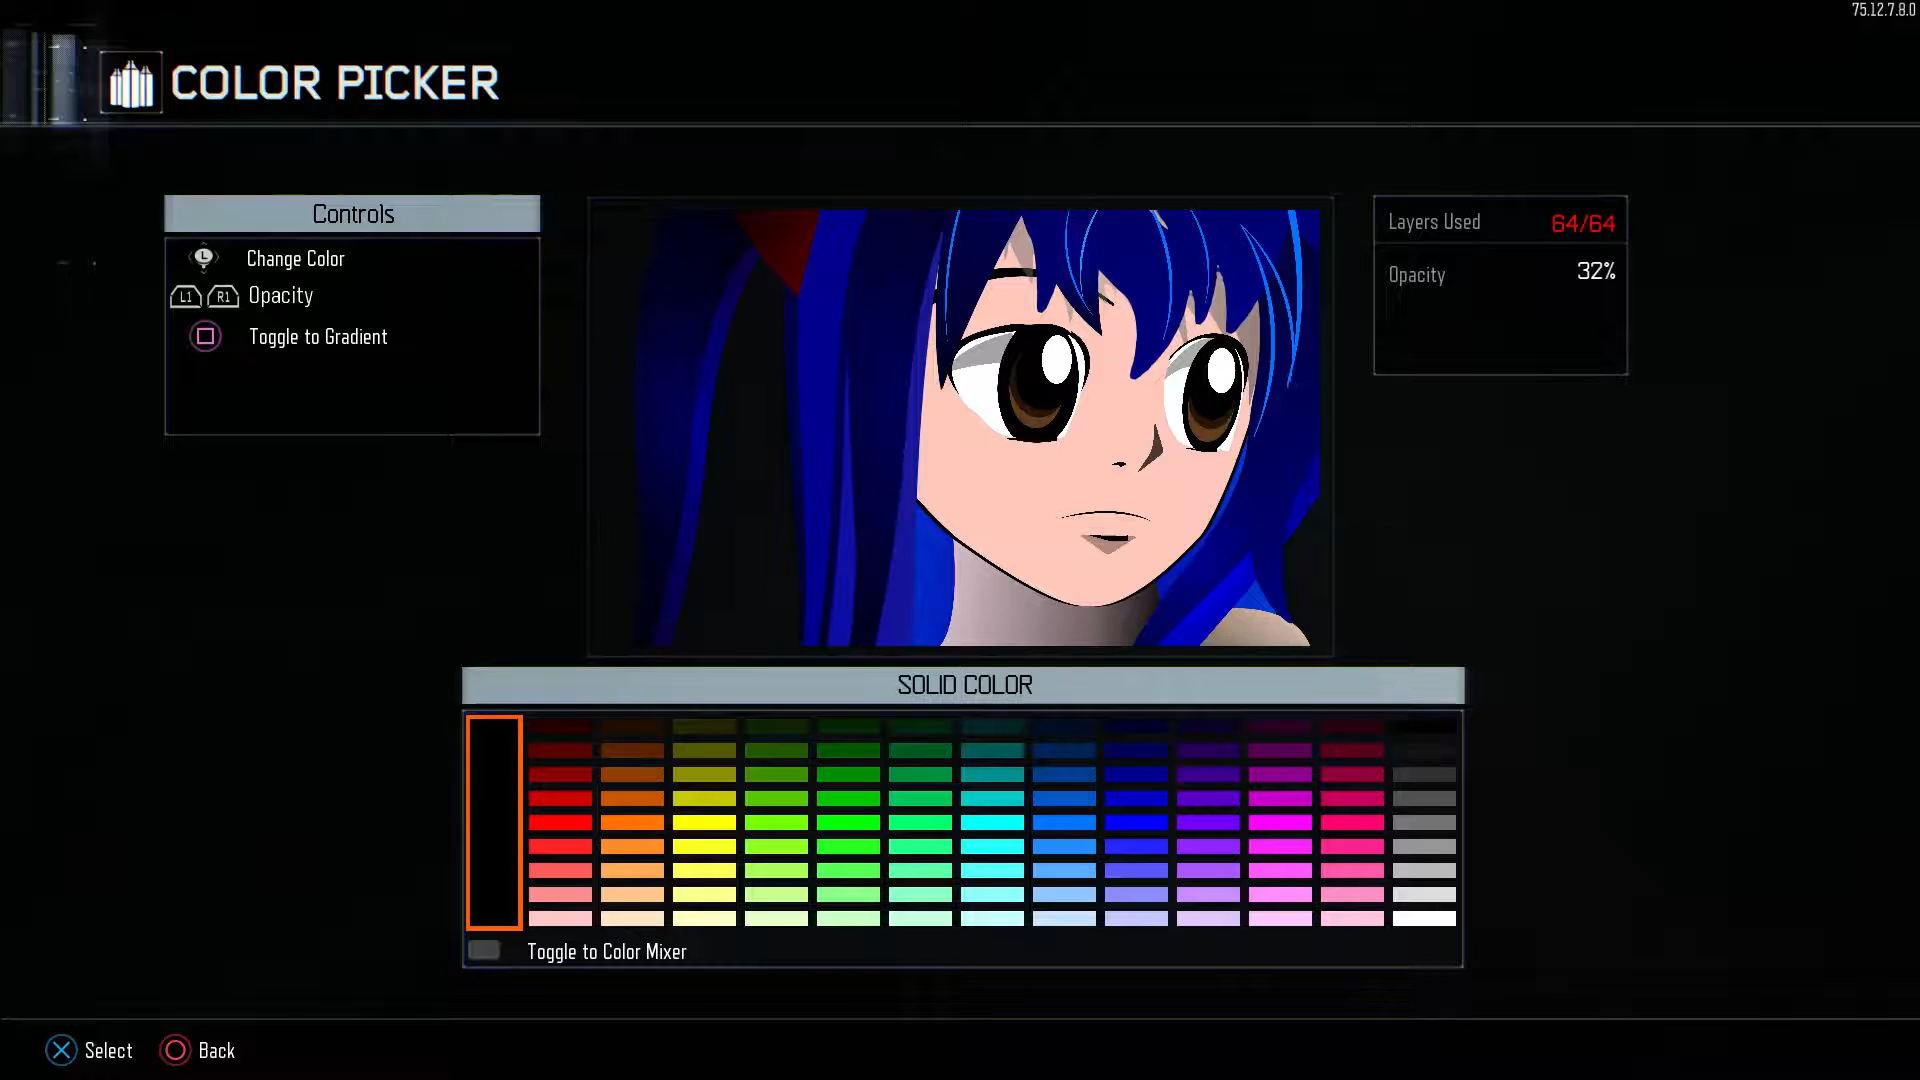 75.12.7.8.0
COLOR PICKER
Controls
L Change Color
L1 R1 Opacity
Toggle to Gradient
Layers Used 64/64
Opacity 32%
SOLID COLOR
Toggle to Color Mixer
Select Back